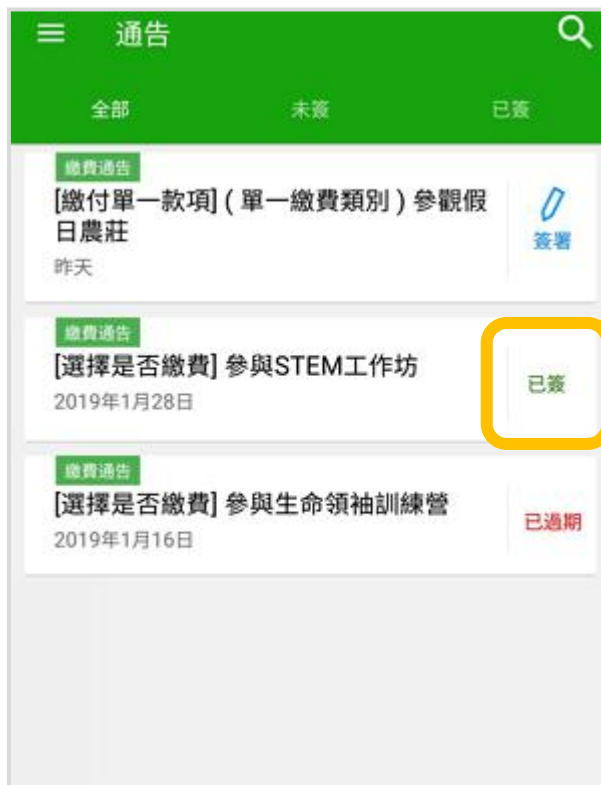 通告
全部 未簽 已簽
繳費通告
[繳付單一款項] ( 單一繳費類別 ) 參觀假
日農莊
昨天
簽署
繳費通告
[選擇是否繳費] 參與STEM工作坊
2019年1月28日
已簽
繳費通告
[選擇是否繳費] 參與生命領袖訓練營
2019年1月16日
已過期